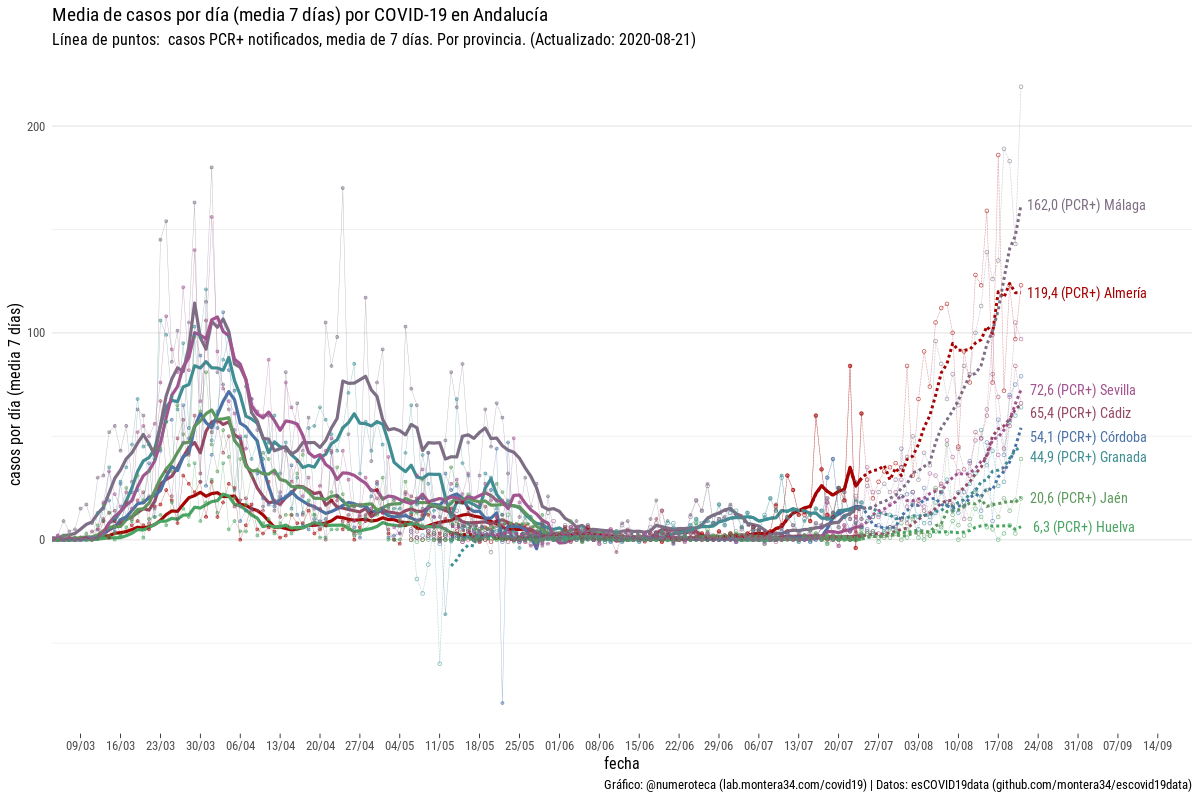 Media de casos por día (media 7 días) por COVID-19 en Andalucía
Línea de puntos:  casos PCR+ notificados, media de 7 días. Por provincia. (Actualizado: 2020-08-21)
casos por día (media 7 días)
200
100
0
162,0 (PCR+) Málaga
119,4 (PCR+) Almería
72,6 (PCR+) Sevilla
65,4 (PCR+) Cádiz
54,1 (PCR+) Córdoba
44,9 (PCR+) Granada
20,6 (PCR+) Jaén
6,3 (PCR+) Huelva
09/03 16/03 23/03 30/03 06/04 13/04 20/04 27/04 04/05 11/05 18/05 25/05 01/06 08/06 15/06 22/06 29/06 06/07 13/07 20/07 27/07 03/08 10/08 17/08 24/08 31/08 07/09 14/09
fecha
Gráfico: @numeroteca (lab.montera34.com/covid19) | Datos: esCOVID19data (github.com/montera34/escovid19data)